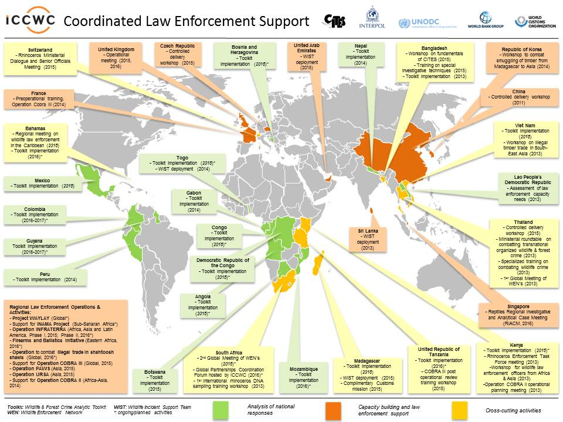 ICCWC
Coordinated Law Enforcement Support
CITES
INTERPOL
UNODC
WORLD BANK GROUP
WORLD CUSTOMS
ORGANIZATION
Switzerland
- Rhinoceros Ministerial
Dialogue and Senior Officials
Meeting (2015)
United Kingdom
- Operational
meeting (2015,
2016)
Czech Republic
- Controlled
delivery
workshop (2015)
Bosnia and
Herzegovina
- Toolkit
implementation (2015)*
United Arab
Emirates
- WIST
deployment
(2015)
Nepal
- Toolkit
implementation
(2014)
Bangladesh
- Workshop on fundamentals
of CITES (2015)
- Training on special
investigative techniques (2015)
- Toolkit implementation (2012)
Republic of Korea
- Workshop to combat
smuggling of timber from
Madagascar to Asia (2014)
France
- Preoperational training,
Operation Cobra III (2014)
China
- Controlled delivery workshop
(2011)
Bahamas
- Regional meeting on
wildlife law enforcement
in the Caribbean (2015)
- Toolkit implementation
(2016)*
Viet Nam
- Toolkit implementation
(2015)
- Workshop on illegal
timber trade in South-
East Asia (2013)
Mexico
- Toolkit implementation (2015)
Togo
- Toolkit implementation (2015)*
- WIST deployment (2014)
Lao People's
Democratic Republic
- Assessment of law
enforcement capacity
needs (2013)
Gabon
- Toolkit
implementation
(2014)
Colombia
- Toolkit implementation
(2016-2017)*
Congo
- Toolkit
implementation
(2015)*
Sri Lanka
- WIST
deployment
(2013)
Thailand
- Controlled delivery
workshop (2015)
- Ministerial roundtable on
combating transnational
organized wildlife & forest
crime (2013)
- Specialized training on
combating wildlife crime
(2013)
- 1st Global Meeting of
WEN's (2013)
Guyana
- Toolkit implementation
(2016-2017)*
Democratic Republic of
the Congo
- Toolkit implementation
(2015)*
Peru
- Toolkit implementation (2014)
Angola
- Toolkit
implementation
(2015)*
Singapore
- Reptiles Regional Investigative
and Analytical Case Meeting
(RIACM, 2016)
Regional Law Enforcement Operations &
Activities:
- Project WAYLEX (Global*)
- Support for INAMA Project (Sub-Saharan Africa*)
- Operation INFRATERRA (Africa, Asia and Latin
America, Phase I, 2015, Phase II, 2016*)
- Firearms and Ballistics Initiative (Eastern Africa,
2016*)
- Operation to combat illegal trade in shahtoosh
shawls (Global, 2016*)
- Support for Operation COBRA III (Global, 2015)
- Operation PAWS II (Asia, 2015)
- Operation URSA (Asia, 2015)
- Support for Operation COBRA II (Africa-Asia,
2014)
Botswana
- Toolkit
Implementation
(2015)
South Africa
- 2nd Global Meeting of WEN's
(2016)*
- Global Partnerships Coordination
Forum hosted by ICCWC (2016)*
- 1st International rhinoceros DNA
sampling training workshop (2013)
Mozambique
- Toolkit
implementation
(2016)*
Madagascar
- Toolkit implementation
(2016)*
- WIST deployment (2015)
- Complimentary Customs
mission (2015)
United Republic of
Tanzania
- Toolkit implementation
(2016)*
- COBRA II post
operational review
training workshop
(2015)
Kenya
- Toolkit implementation (2015)*
- Rhinoceros Enforcement Task
Force meeting (2013)
-Workshop for wildlife law
enforcement officers from Africa
& Asia (2013)
-Operation COBRA II operational
planning meeting (2013)
Toolkit: Wildlife & Forest Crime Analytic Toolkit
WIST: Wildlife Incident Support Team
WEN: Wildlife Enforcement Network
* ongoing/planned activities
Analysis of national
responses
Capacity building and law
enforcement support
Cross-cutting activities